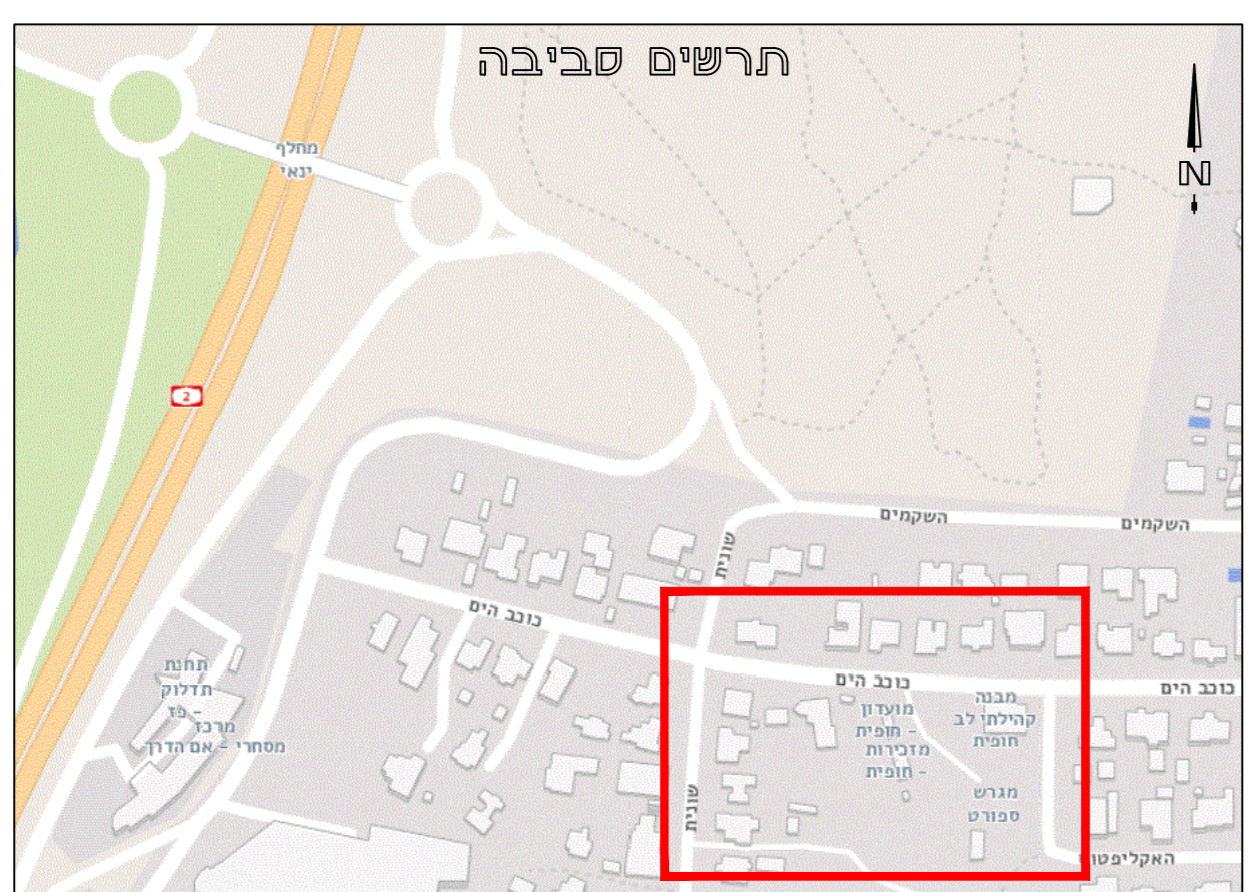 תרשים סביבה
N
מחלף
ינאי
2
השקמים
השקמים
שונית
כוכב הים
כוכב הים
כוכב הים
תחנת
תדלוק
- פז
מרכז
מסחרי - אם הדרך
מועדון
- חופית
מזכירות
- חופית
מבנה
קהילתי לב
חופית
מגרש
ספורט
שונית
האקליפטוס